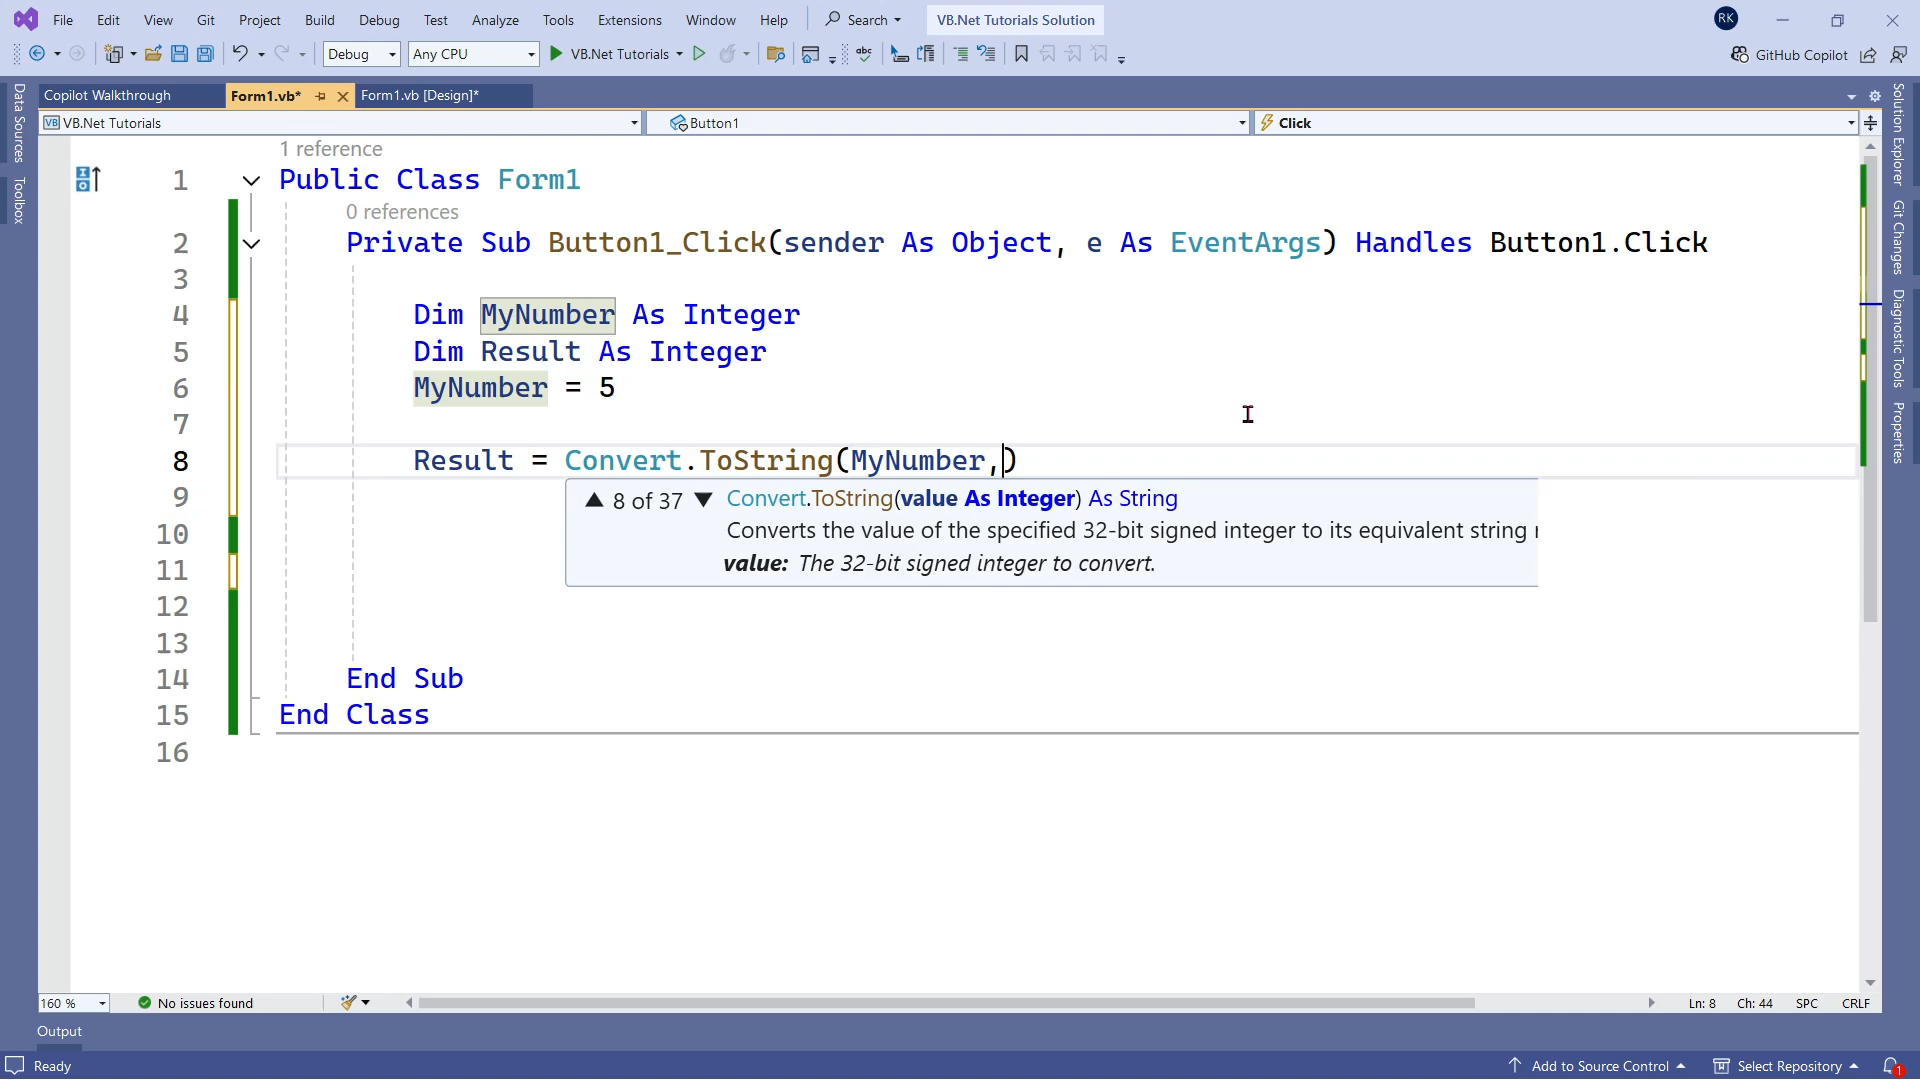 File Edit View Git Project Build Debug Test Analyze Tools Extensions Window Help Search VB.Net Tutorials Solution RK
Debug Any CPU VB.Net Tutorials abc GitHub Copilot
Copilot Walkthrough Form1.vb* Form1.vb [Design]*
VB VB.Net Tutorials Button1 Click
Data Sources
Toolbox
Solution Explorer
Git Changes
Diagnostic Tools
Properties
1 reference
1 Public Class Form1
0 references
2 Private Sub Button1_Click(sender As Object, e As EventArgs) Handles Button1.Click
3
4 Dim MyNumber As Integer
5 Dim Result As Integer
6 MyNumber = 5
7
8 Result = Convert.ToString(MyNumber,)
9
▲ 8 of 37 ▼ Convert.ToString(value As Integer) As String
10
Converts the value of the specified 32-bit signed integer to its equivalent string
11
value: The 32-bit signed integer to convert.
12
13
14 End Sub
15 End Class
16
160 % No issues found Ln: 8 Ch: 44 SPC CRLF
Output
Ready Add to Source Control Select Repository 1